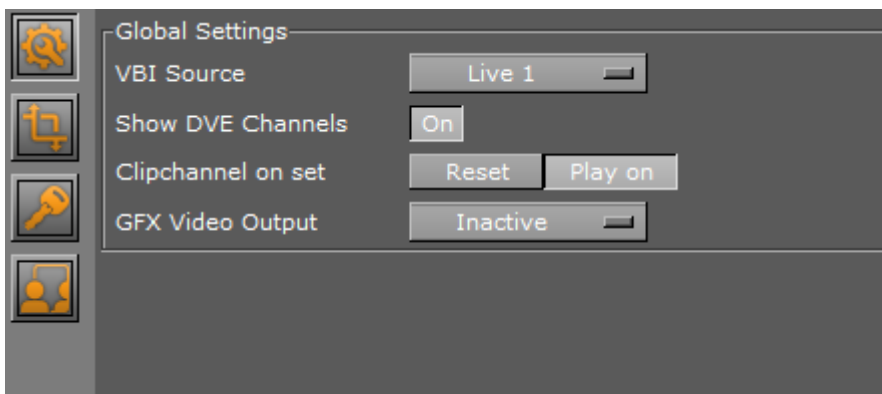 Global Settings
VBI Source Live 1
Show DVE Channels On
Clipchannel on set Reset Play on
GFX Video Output Inactive